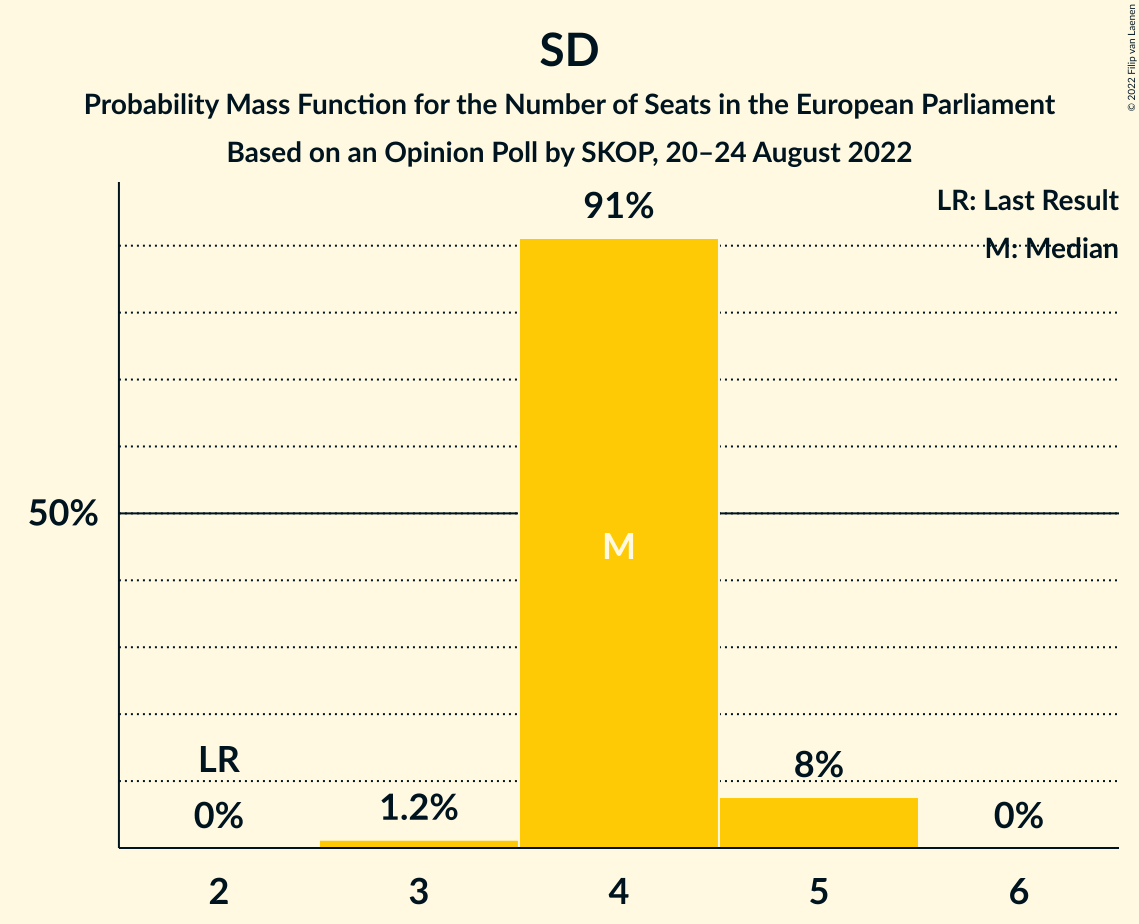 SD
Probability Mass Function for the Number of Seats in the European Parliament
Based on an Opinion Poll by SKOP, 20–24 August 2022
© 2022 Filip van Laenen
LR: Last Result
M: Median
91%
50%
M
LR
0%
1.2%
8%
0%
2 3 4 5 6